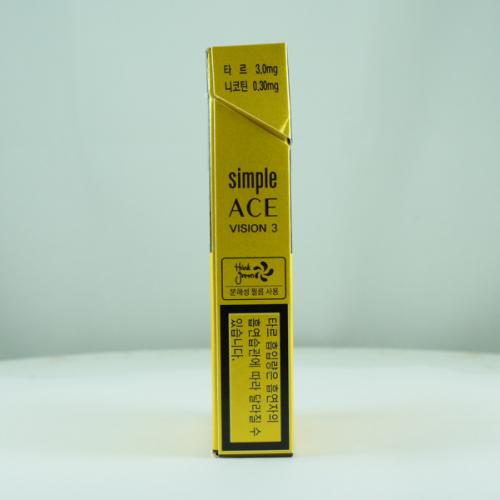 타 르 3.0mg
니코틴 0.30mg
simple
ACE
VISION 3
Think
Green
분해성 필름 사용
타르 흡입량은 흡연자의
흡연습관에 따라 달라질 수
있습니다.